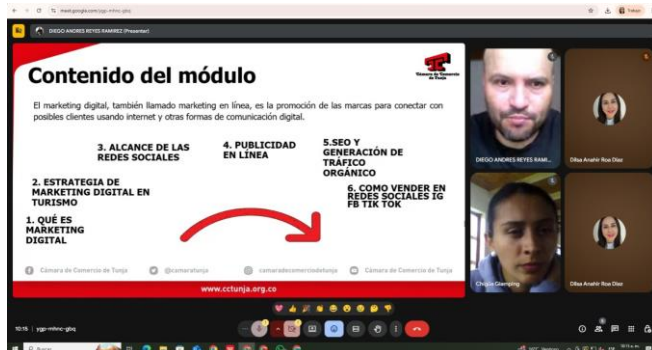 meet.google.com/ygp-mhnc-gbq
DIEGO ANDRES REYES RAMIREZ (Presentar)
Contenido del módulo
Cámara de Comercio
de Tunja
El marketing digital, también llamado marketing en línea, es la promoción de las marcas para conectar con
posibles clientes usando internet y otras formas de comunicación digital.
3. ALCANCE DE LAS
REDES SOCIALES
4. PUBLICIDAD
EN LÍNEA
5.SEO Y
GENERACIÓN DE
TRÁFICO
ORGÁNICO
2. ESTRATEGIA DE
MARKETING DIGITAL EN
TURISMO
6. COMO VENDER EN
REDES SOCIALES IG
FB TIK TOK
1. QUÉ ES
MARKETING
DIGITAL
Cámara de Comercio de Tunja
@camaratunja
camaradecomerciodetunja
Cámara de Comercio de Tunja
www.cctunja.org.co
DIEGO ANDRES REYES RAMI...
Dilsa Anahir Roa Diaz
Glamping
Dilsa Anahir Roa Diaz
10:15 | ygp-mhnc-gbq